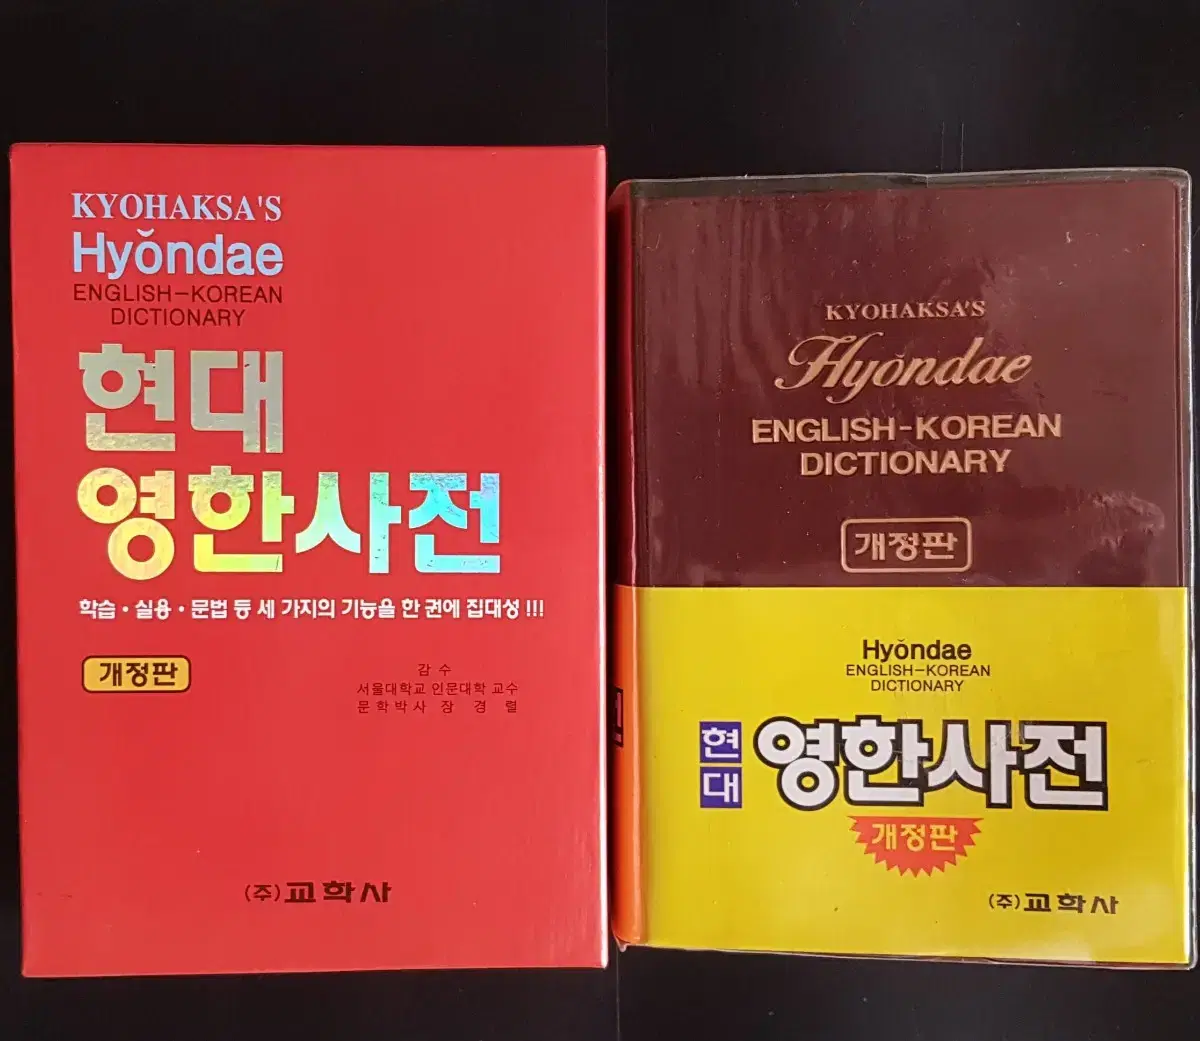 KYOHAKSA'S
Hyŏndae
ENGLISH-KOREAN
DICTIONARY
현대
영한사전
학습·실용·문법 등 세 가지의 기능을 한 권에 집대성!!!
개정판
감 수
서울대학교 인문대학 교수
문학박사 장 경 렬
(주)교학사
KYOHAKSA'S
Hyŏndae
ENGLISH-KOREAN
DICTIONARY
개정판
Hyŏndae
ENGLISH-KOREAN
DICTIONARY
현대 영한사전
개정판
(주)교학사